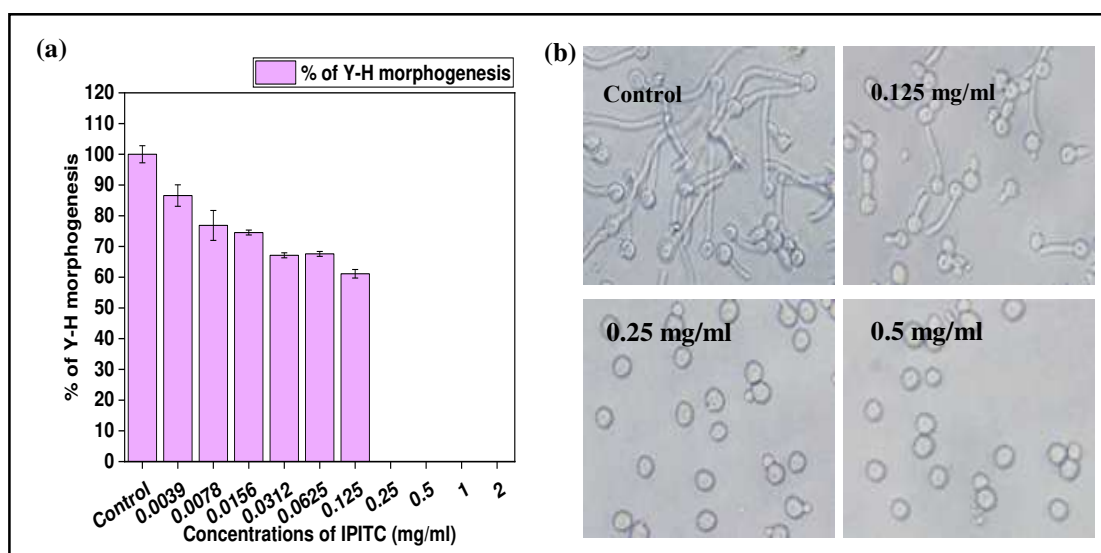 (a)
% of Y-H morphogenesis
120
110
100
90
80
70
60
50
40
30
20
10
0
% of Y-H morphogenesis
Control
0.0039
0.0078
0.0156
0.0312
0.0625
0.125
0.25
0.5
1
2
Concentrations of IPITC (mg/ml)
(b)
Control
0.125 mg/ml
0.25 mg/ml
0.5 mg/ml